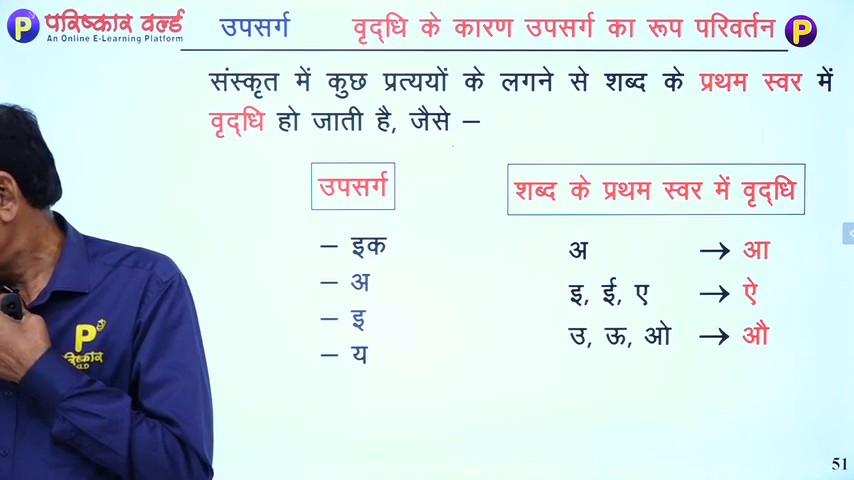 परिष्कार वर्ल्ड
An Online E-Learning Platform
उपसर्ग वृद्धि के कारण उपसर्ग का रूप परिवर्तन
संस्कृत में कुछ प्रत्ययों के लगने से शब्द के प्रथम स्वर में
वृद्धि हो जाती है, जैसे –
उपसर्ग शब्द के प्रथम स्वर में वृद्धि
– इक अ → आ
– अ इ, ई, ए → ऐ
– इ उ, ऊ, ओ → औ
– य
P
51